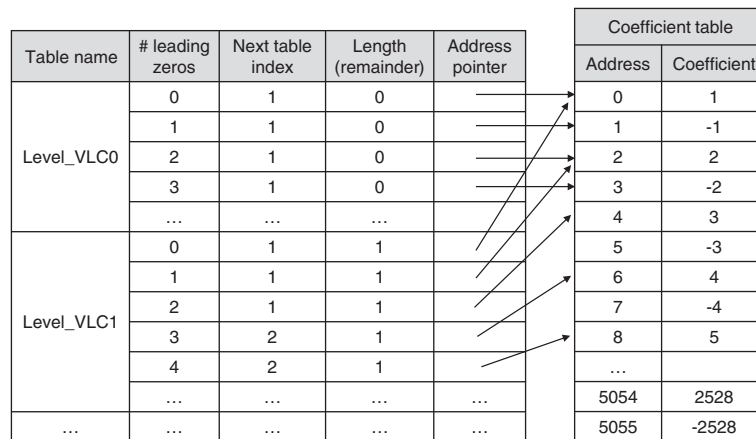 Table name # leading zeros Next table index Length (remainder) Address pointer
Level_VLC0
0 1 0
1 1 0
2 1 0
3 1 0
… … …
Level_VLC1
0 1 1
1 1 1
2 1 1
3 2 1
4 2 1
… … … …
… … … … …
Coefficient table
Address Coefficient
0 1
1 -1
2 2
3 -2
4 3
5 -3
6 4
7 -4
8 5
…
5054 2528
5055 -2528